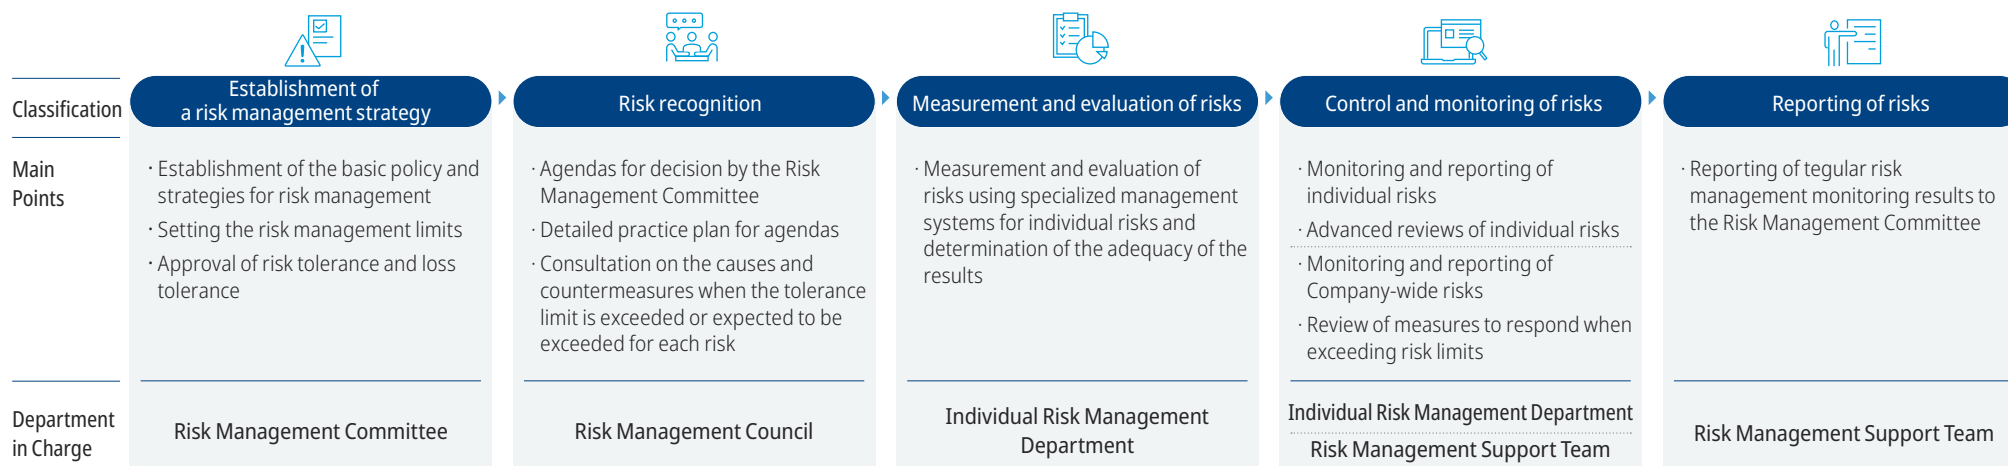 Classification
Establishment of
a risk management strategy
Risk recognition
Measurement and evaluation of risks
Control and monitoring of risks
Reporting of risks
Main
Points
· Establishment of the basic policy and
strategies for risk management
· Setting the risk management limits
· Approval of risk tolerance and loss
tolerance
· Agendas for decision by the Risk
Management Committee
· Detailed practice plan for agendas
· Consultation on the causes and
countermeasures when the tolerance
limit is exceeded or expected to be
exceeded for each risk
· Measurement and evaluation of
risks using specialized management
systems for individual risks and
determination of the adequacy of the
results
· Monitoring and reporting of
individual risks
· Advanced reviews of individual risks
· Monitoring and reporting of
Company-wide risks
· Review of measures to respond when
exceeding risk limits
· Reporting of tegular risk
management monitoring results to
the Risk Management Committee
Department
in Charge
Risk Management Committee
Risk Management Council
Individual Risk Management
Department
Individual Risk Management Department
Risk Management Support Team
Risk Management Support Team